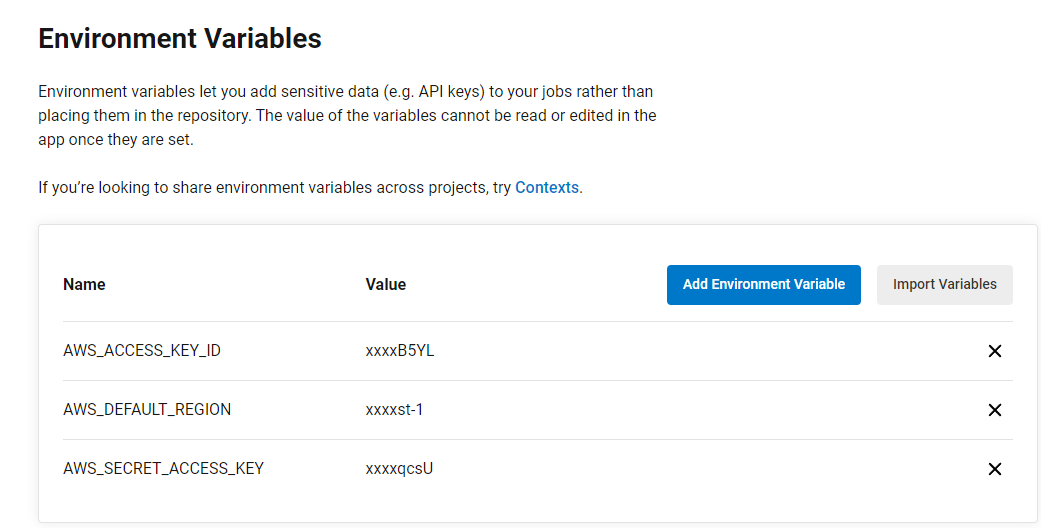 Environment Variables
Environment variables let you add sensitive data (e.g. API keys) to your jobs rather than
placing them in the repository. The value of the variables cannot be read or edited in the
app once they are set.
If you’re looking to share environment variables across projects, try Contexts.
Name Value Add Environment Variable Import Variables
AWS_ACCESS_KEY_ID xxxxB5YL
AWS_DEFAULT_REGION xxxxst-1
AWS_SECRET_ACCESS_KEY xxxxqcsU